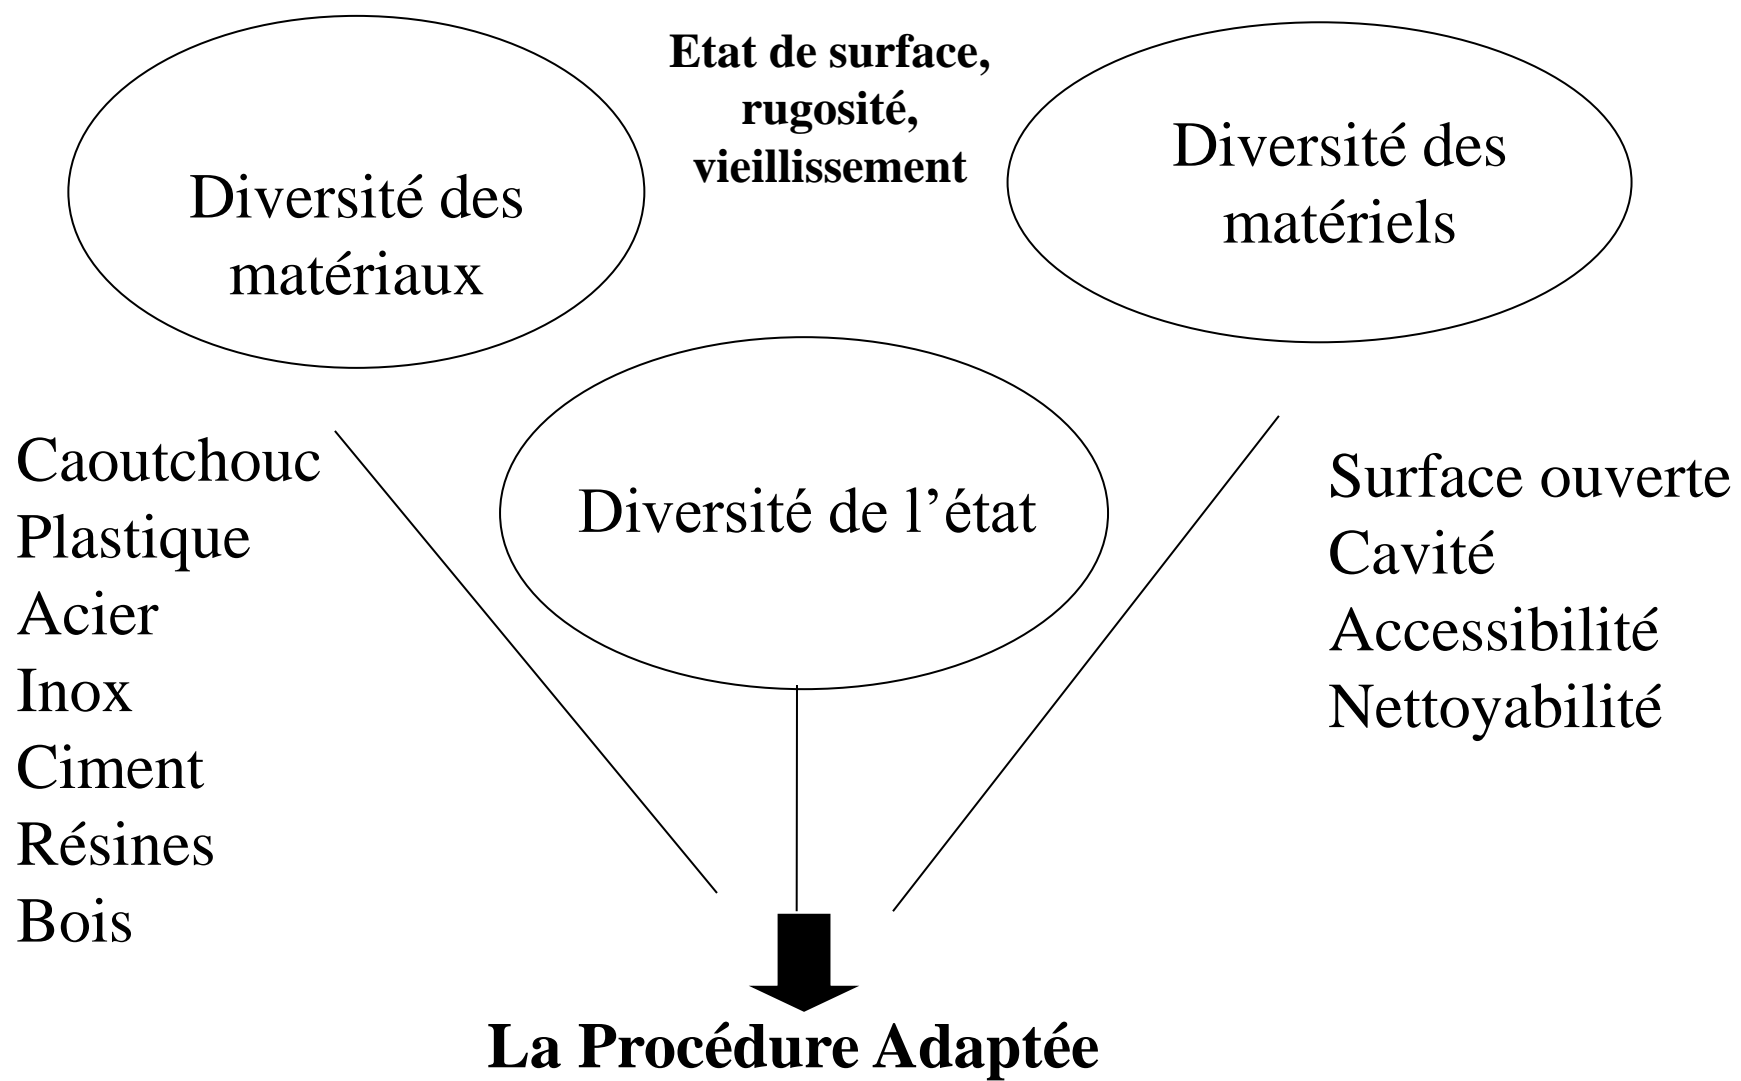 Etat de surface,
rugosité,
vieillissement
Diversité des
matériaux
Diversité des
matériels
Diversité de l’état
Caoutchouc
Plastique
Acier
Inox
Ciment
Résines
Bois
Surface ouverte
Cavité
Accessibilité
Nettoyabilité
La Procédure Adaptée